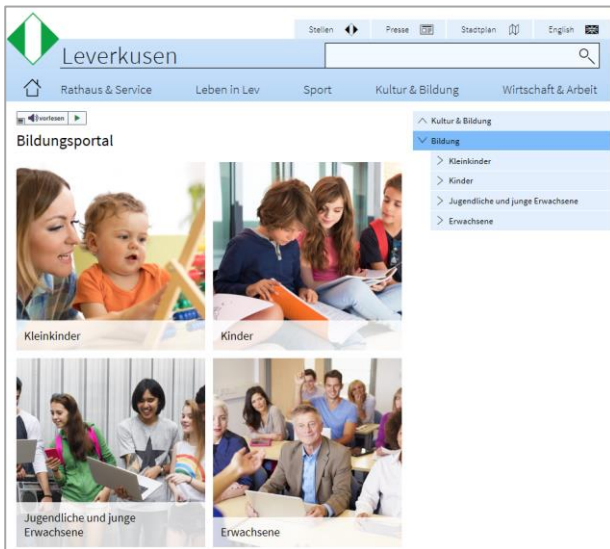 Stellen
Presse
Stadtplan
English
Leverkusen
Rathaus & Service
Leben in Lev
Sport
Kultur & Bildung
Wirtschaft & Arbeit
vorlesen
Bildungsportal
Kleinkinder
Kinder
Jugendliche und junge
Erwachsene
Erwachsene
Kultur & Bildung
Bildung
Kleinkinder
Kinder
Jugendliche und junge Erwachsene
Erwachsene